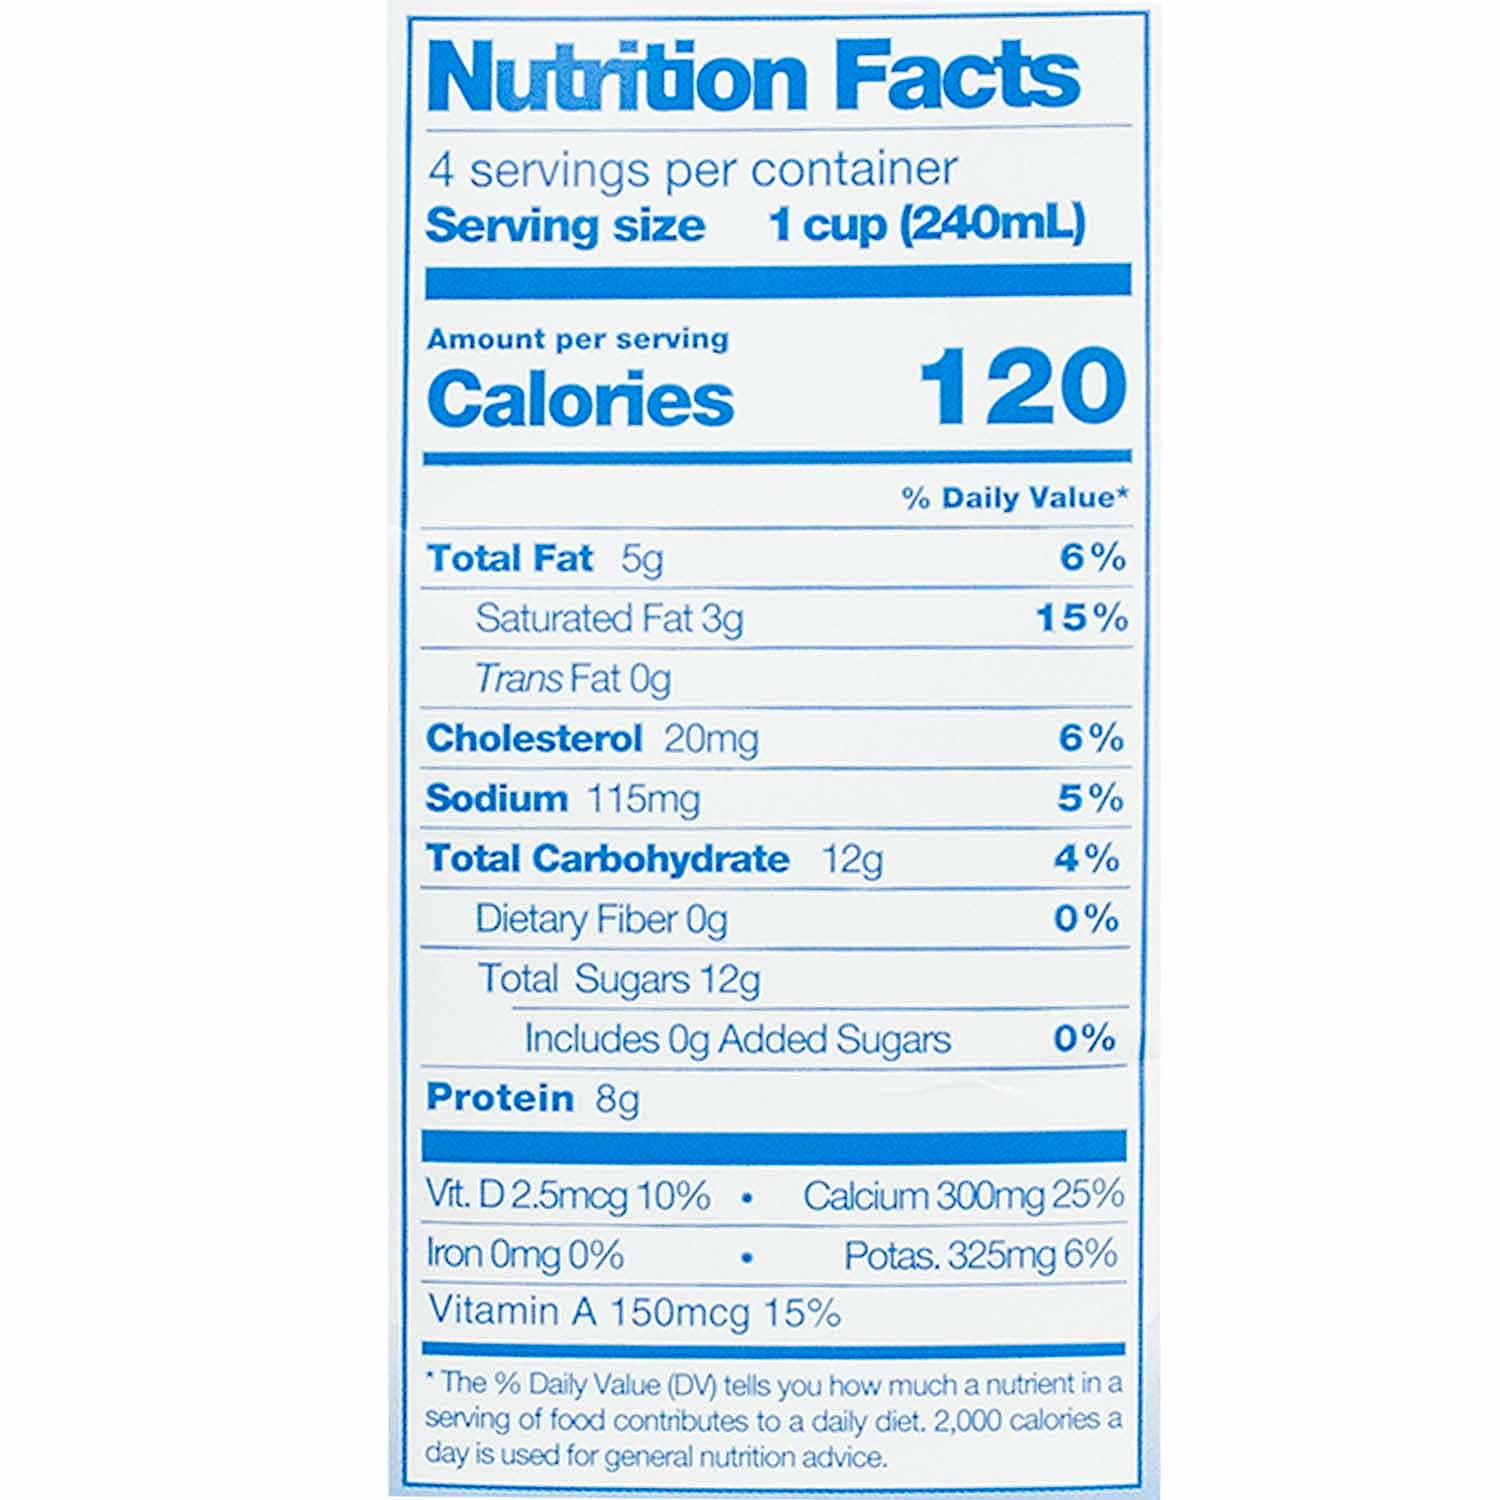 Nutrition Facts
4 servings per container
Serving size 1 cup (240mL)
Amount per serving
Calories 120
% Daily Value*
Total Fat 5g 6%
Saturated Fat 3g 15%
Trans Fat 0g
Cholesterol 20mg 6%
Sodium 115mg 5%
Total Carbohydrate 12g 4%
Dietary Fiber 0g 0%
Total Sugars 12g
Includes 0g Added Sugars 0%
Protein 8g
Vit. D 2.5mcg 10% • Calcium 300mg 25%
Iron 0mg 0% • Potas. 325mg 6%
Vitamin A 150mcg 15%
* The % Daily Value (DV) tells you how much a nutrient in a
serving of food contributes to a daily diet. 2,000 calories a
day is used for general nutrition advice.